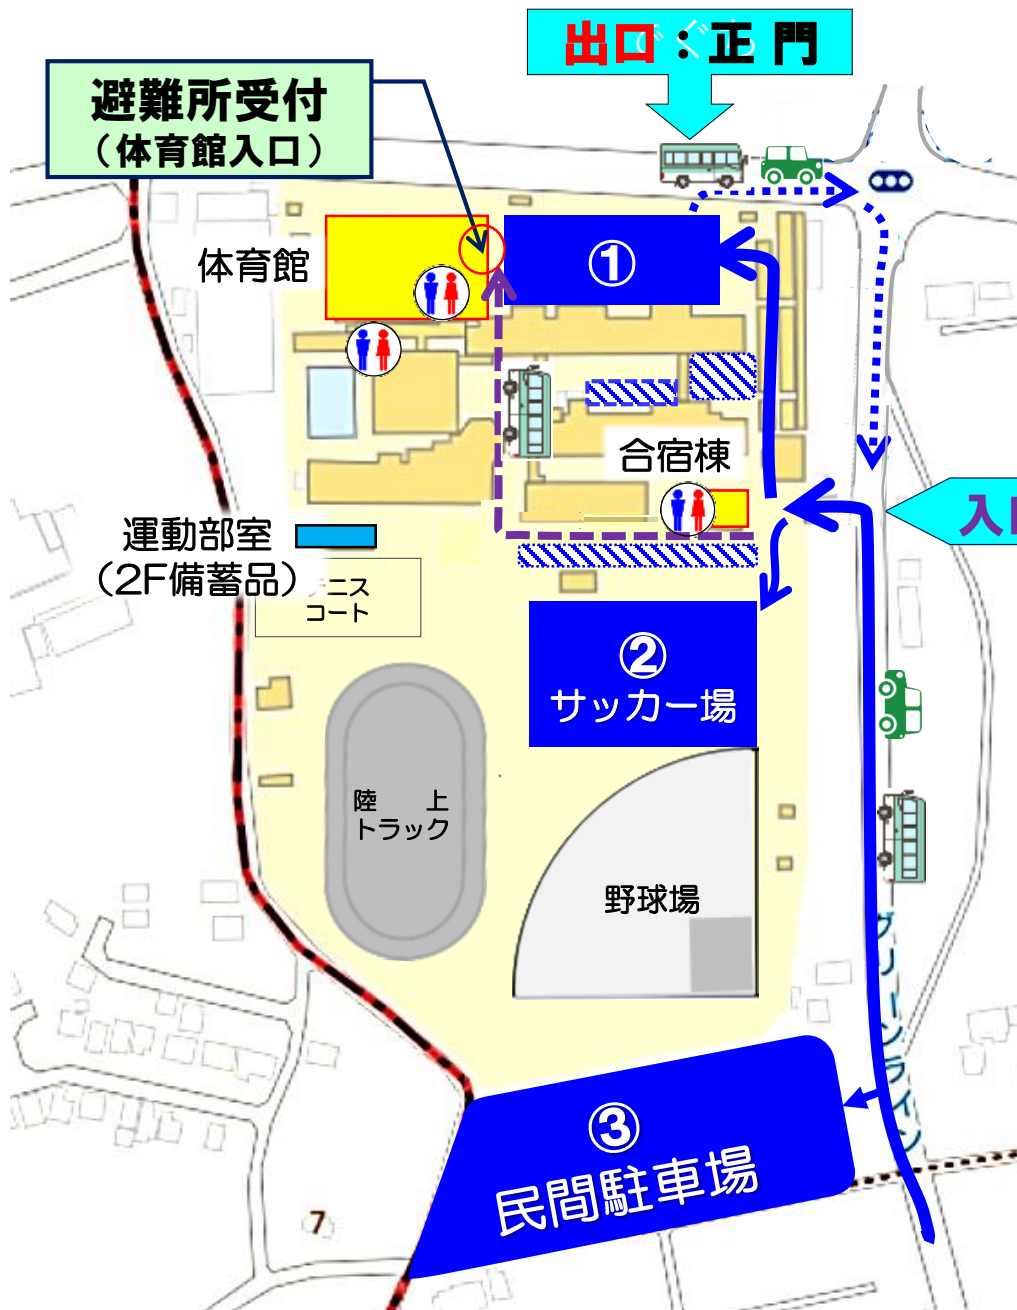 出口：正門
避難所受付
（体育館入口）
体育館
①
合宿棟
入
運動部室
（2F備蓄品）
テニス
コート
②
サッカー場
陸　上
トラック
野球場
グリーンライン
③
民間駐車場
7